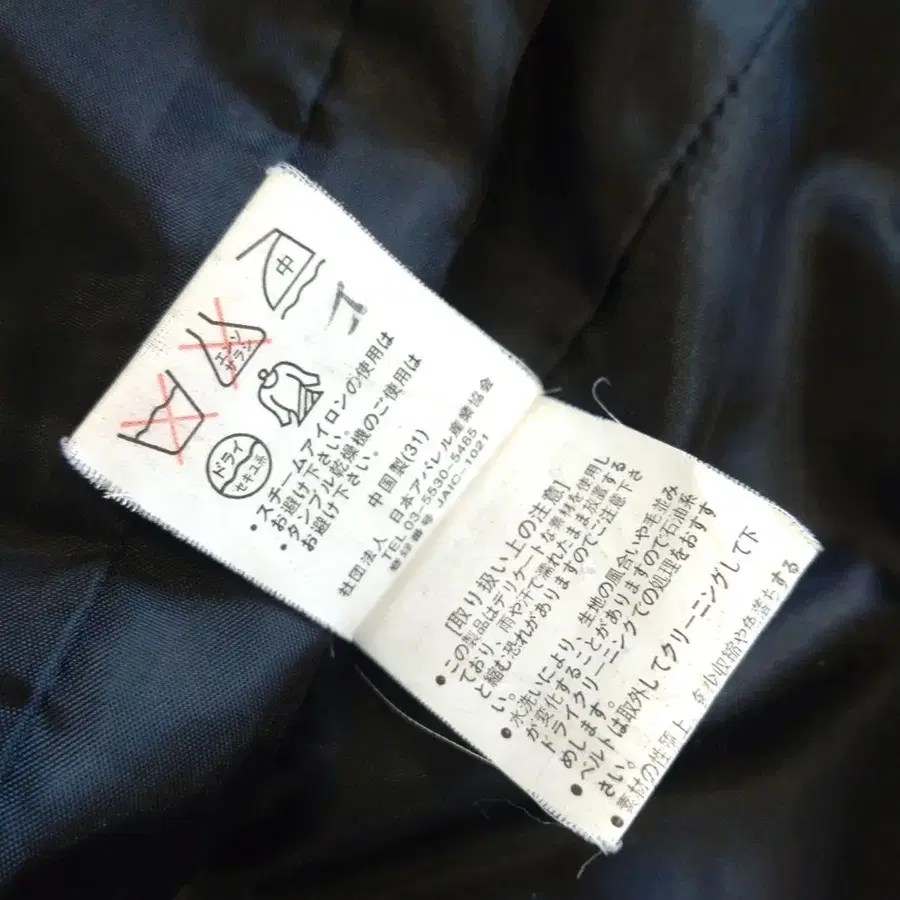 中
エンソ
サラシ
ドライ
セキユ系
・スチームアイロンの使用は
お避け下さい。
・タンブル乾燥機のご使用は
お避け下さい。
中国製(31)
社団法人 日本アパレル産業協会
TEL 03-5530-5485
登録番号 JAIC-1021
[取り扱い上の注意]
●この製品はデリケートな素材を使用し
ており、雨や汗で濡れたまま放置する
と縮む恐れがありますのでご注意下さ
い。
●水洗いにより、生地の風合いや毛並み
が変化することがありますので石油系
ドライクリーニングでの処理をおすす
めします。
●ベルトは取外してクリーニングして下
さい。
●素材の性質上、多少収縮や色落ちする